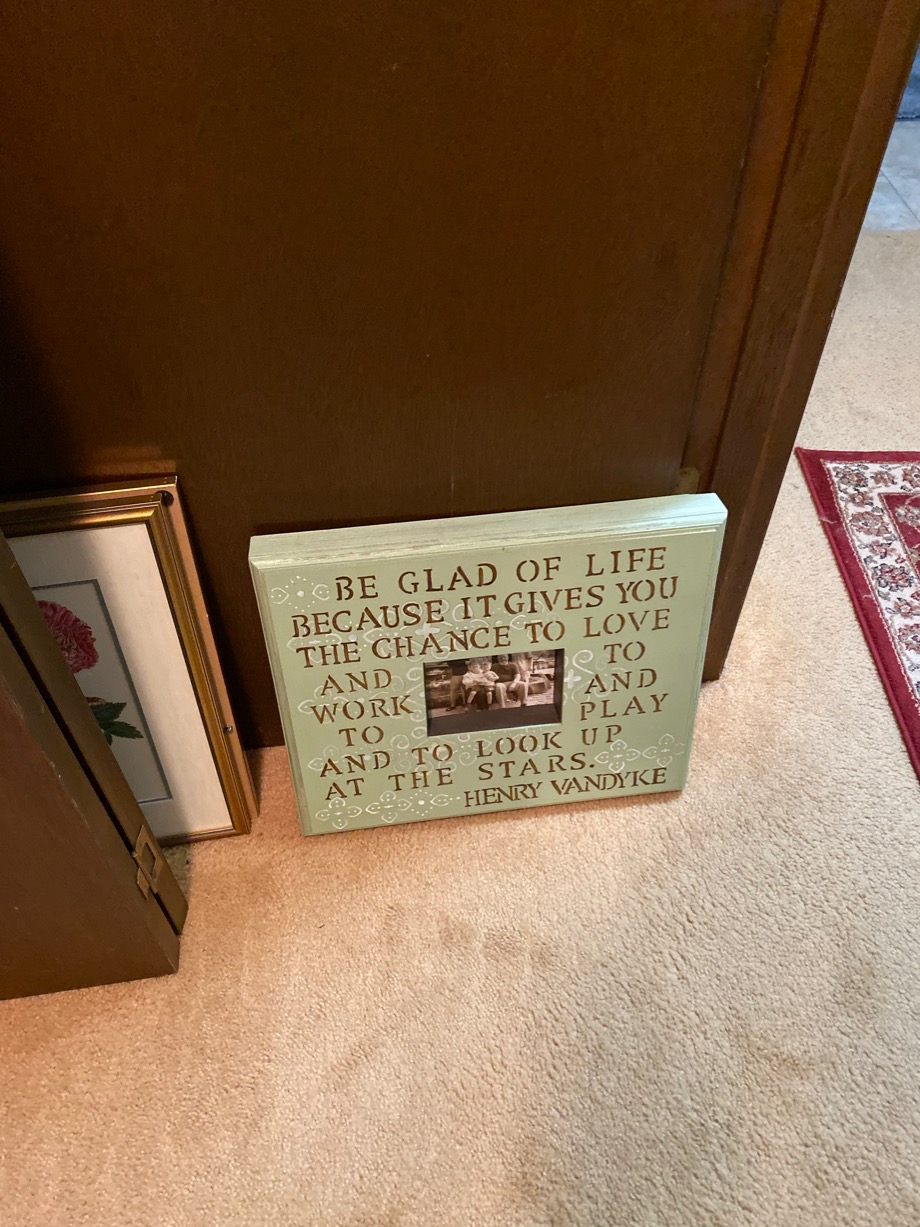 BE GLAD OF LIFE
BECAUSE IT GIVES YOU
THE CHANCE TO LOVE
AND TO
WORK AND
TO PLAY
AND TO LOOK UP
AT THE STARS.
HENRY VANDYKE